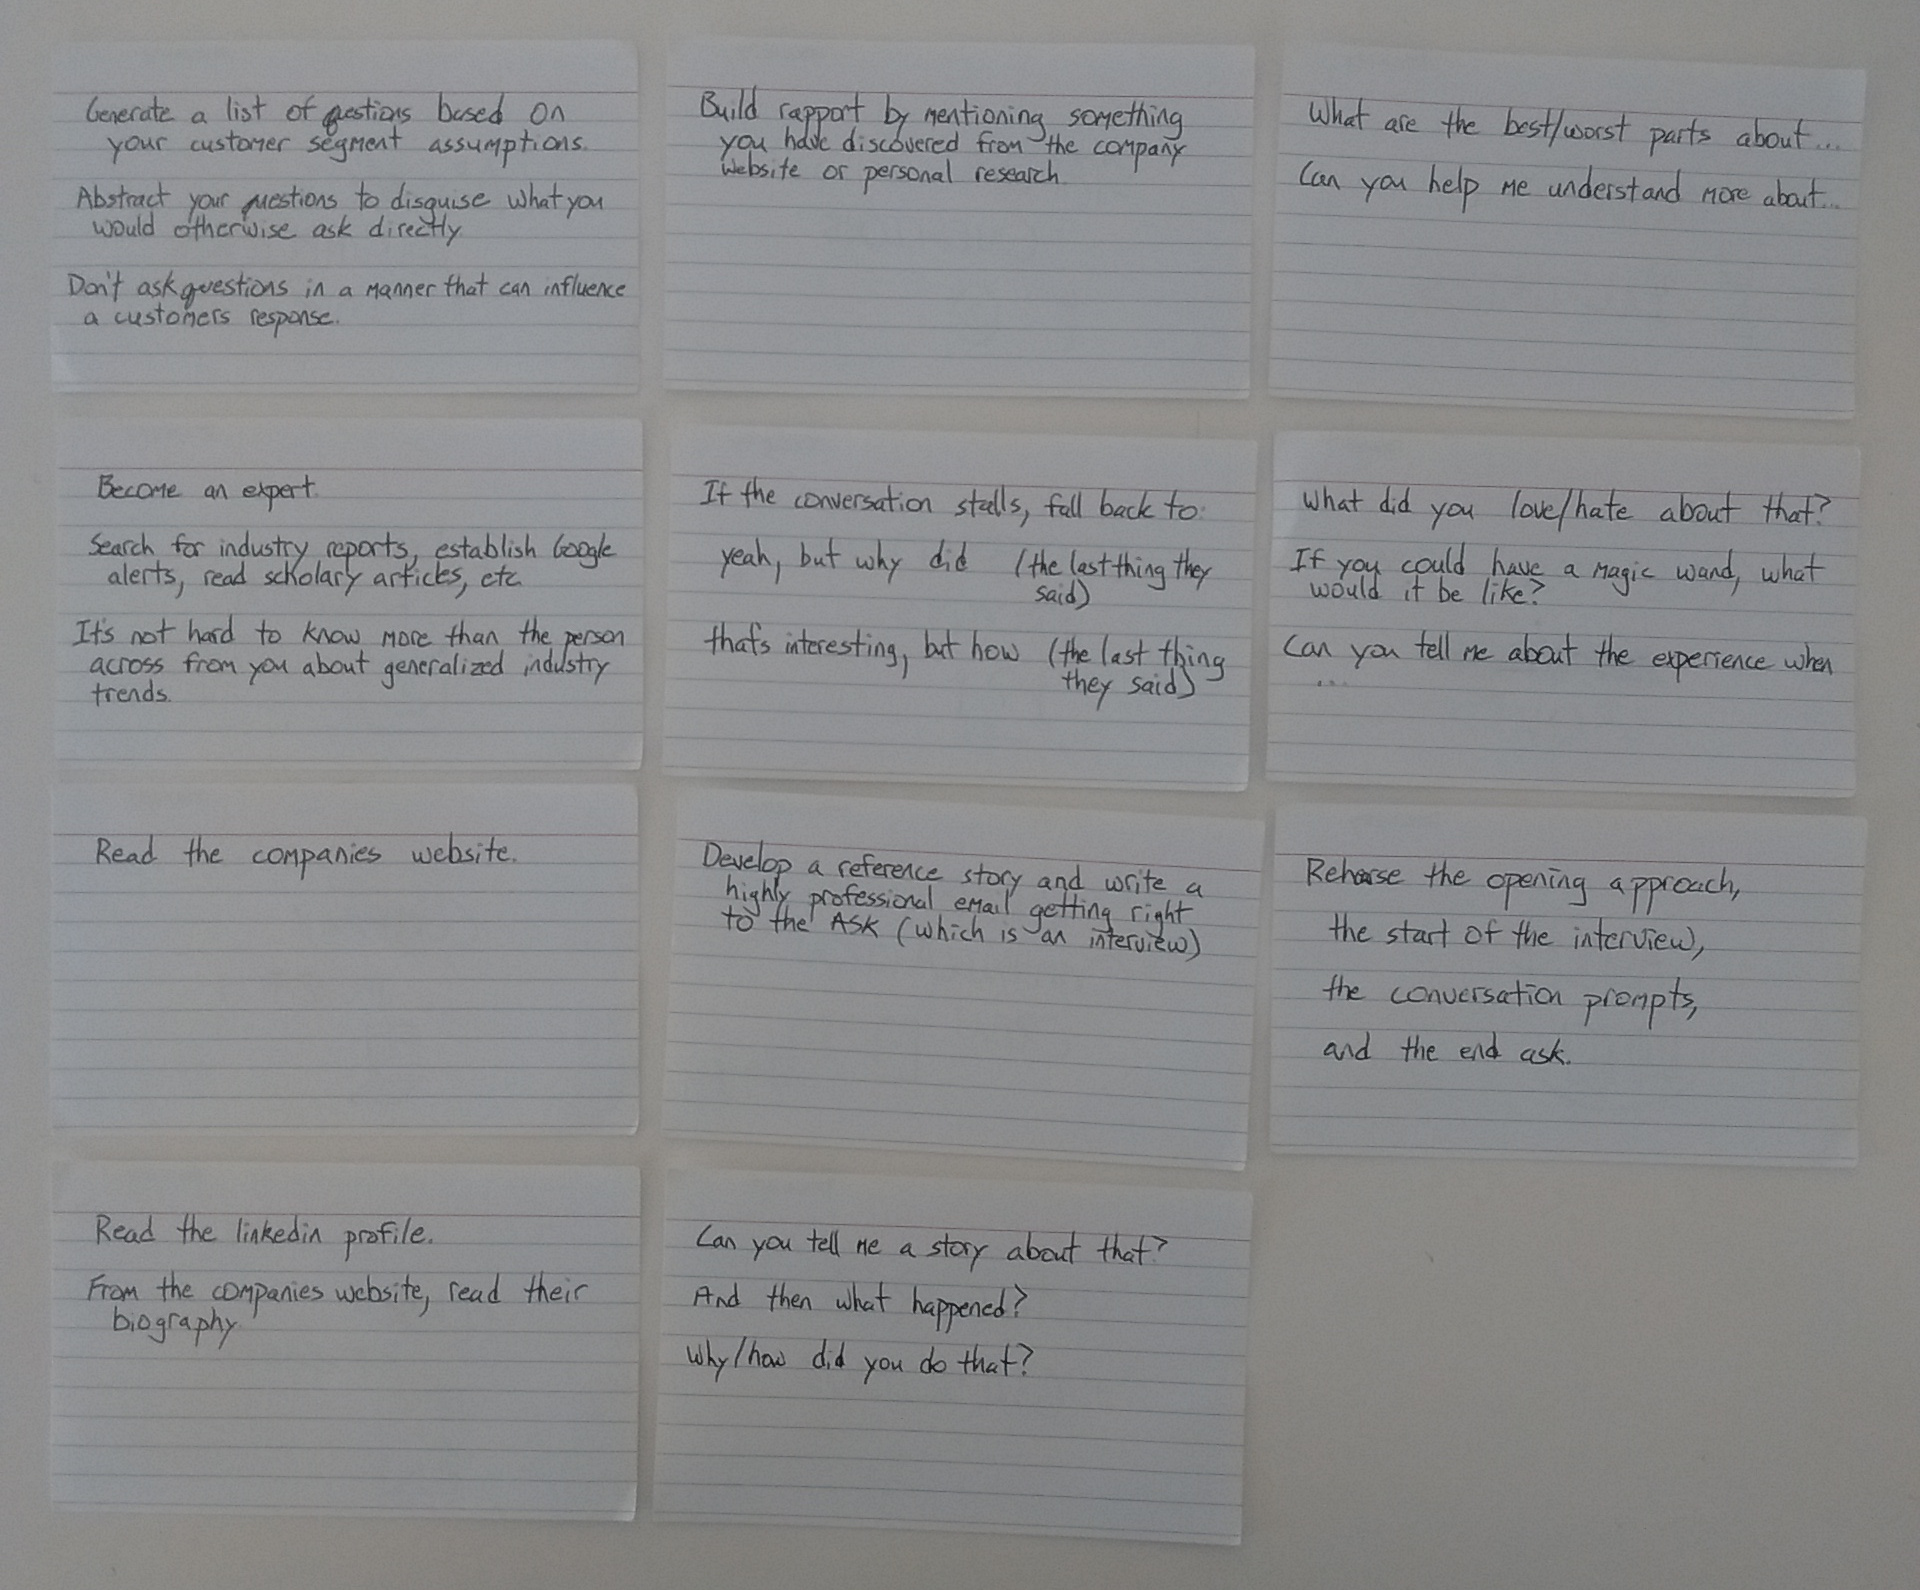 Generate a list of qestions based on
your customer segment assumptions.
Abstract your questions to disguise what you
would otherwise ask directly
Don't ask questions in a manner that can influence
a customers response.
Become an expert.
Search for industry reports, establish Google
alerts, read scholary articles, etc
It's not hard to know more than the person
across from you about generalized industry
trends.
Read the companies website.
Read the linkedin profile.
From the companies website, read their
biography
Build rapport by mentioning something
you have discovered from the company
website or personal research.
If the conversation stalls, fall back to:
yeah, but why did (the last thing they
said)
that's interesting, but how (the last thing
they said)
Develop a reference story and write a
highly professional email getting right
to the ASK (which is an interview)
Can you tell me a story about that?
And then what happened?
Why/how did you do that?
What are the best/worst parts about...
Can you help me understand more about...
What did you love/hate about that?
If you could have a magic wand, what
would it be like?
Can you tell me about the experience when
...
Reharse the opening approach,
the start of the interview,
the conversation prompts,
and the end ask.